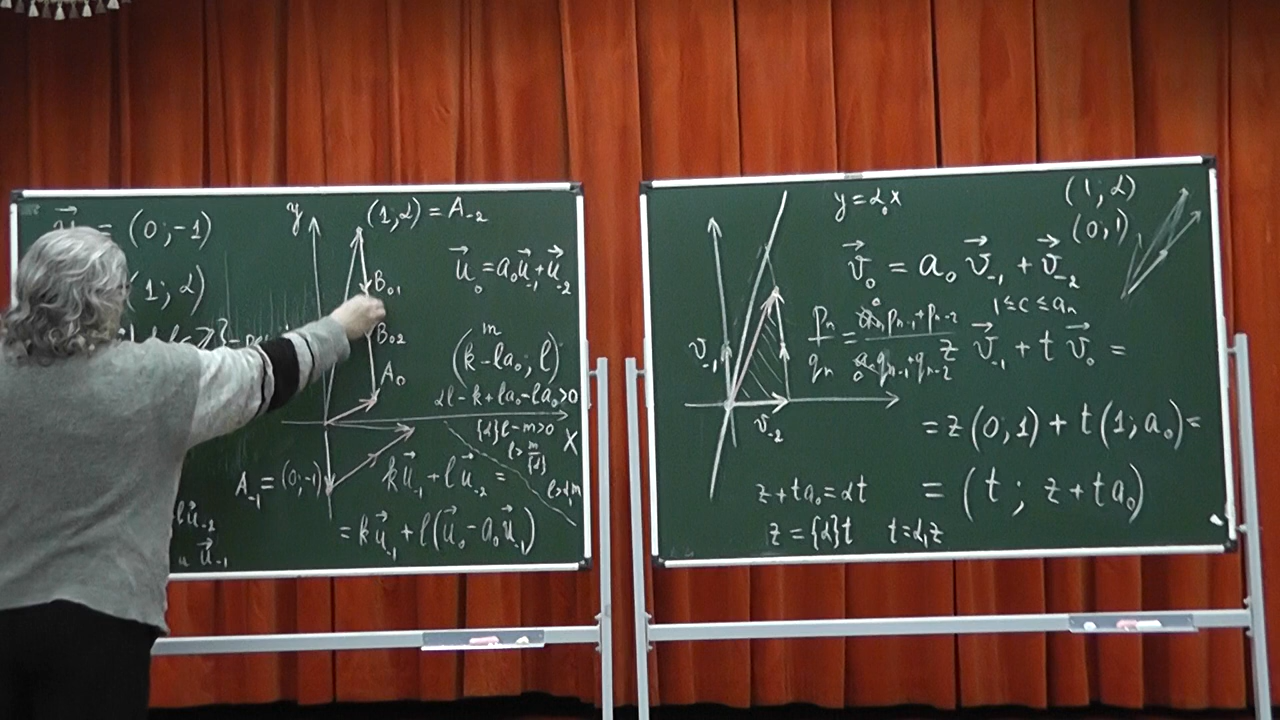 = (0;-1)
1; α)
y
(1;α) = A₋₂
B₀₁
B₀₂
A₀
X
A₋₁ = (0;-1)
u⃗₀ = a₀u⃗₋₁ + u⃗₋₂
m
(k - la₀; l)
αl - k + la₀ - la₀ > 0
{α}l - m > 0
l > m/{α}
l > α₁m
ku⃗₋₁ + lu⃗₋₂ =
= ku⃗₋₁ + l(u⃗₀ - a₀u⃗₋₁)
lu⃗₋₂
u⃗₋₁
y = α₀x
(1; α)
(0; 1)
v⃗₀ = a₀ v⃗₋₁ + v⃗₋₂
1 ≤ c ≤ aₙ
v₋₁
v₋₂
z v⃗₋₁ + t v⃗₀ =
= z(0;1) + t(1; a₀) =
= (t ; z + ta₀)
z + ta₀ = αt
z = {α}t t = α₁z